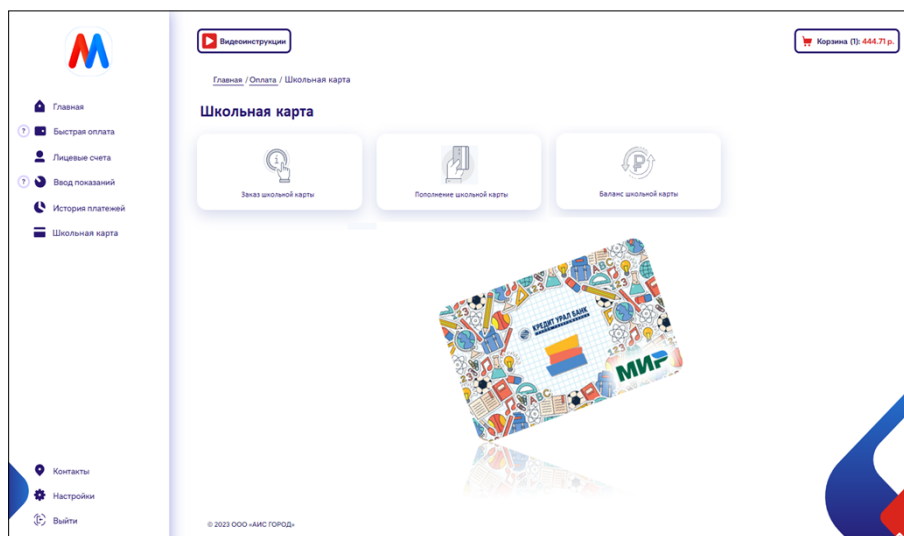 Видеоинструкции
Корзина (1): 444.71 р.
Главная / Оплата / Школьная карта
Школьная карта
Главная
? Быстрая оплата
Лицевые счета
? Ввод показаний
История платежей
Школьная карта
Заказ школьной карты
Пополнение школьной карты
Баланс школьной карты
КРЕДИТ УРАЛ БАНК
МИР
Контакты
Настройки
Выйти
© 2023 ООО «АИС ГОРОД»